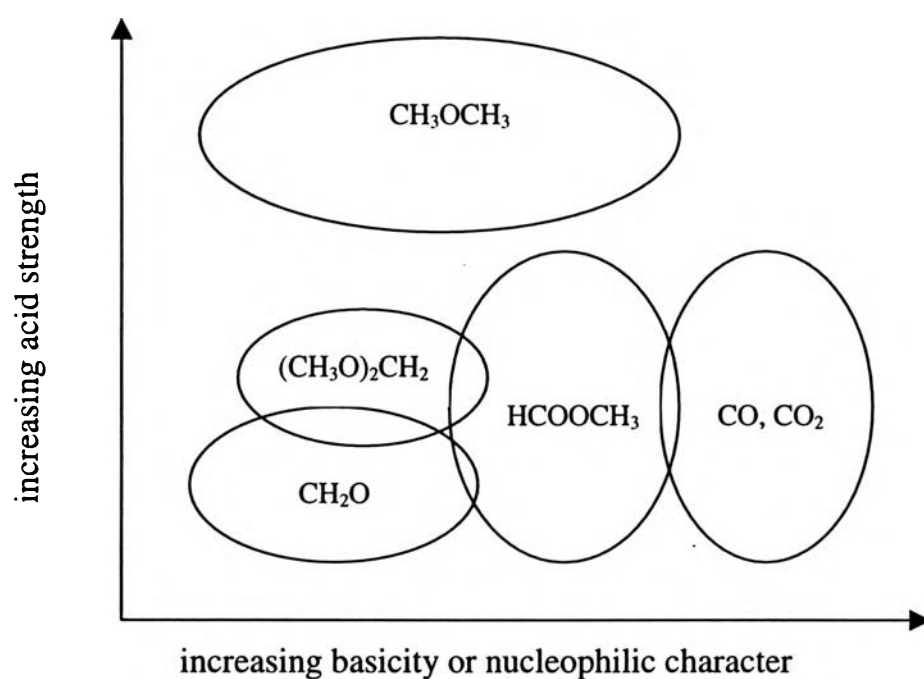 CH₃OCH₃
increasing acid strength
(CH₃O)₂CH₂
HCOOCH₃
CO, CO₂
CH₂O
increasing basicity or nucleophilic character